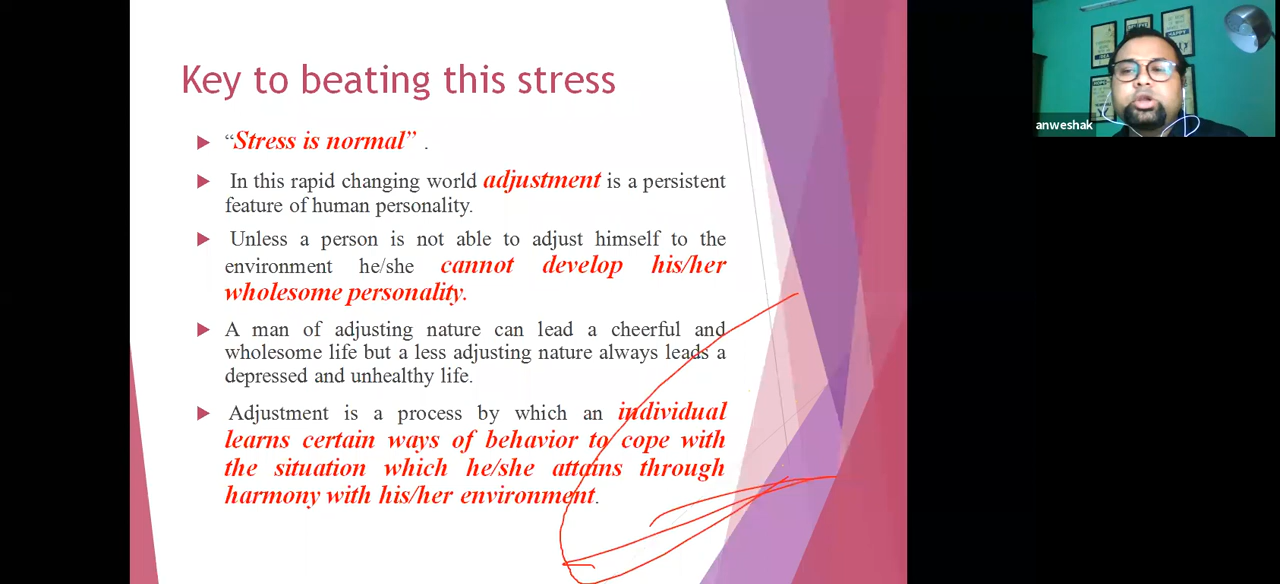 Key to beating this stress
“Stress is normal” .
In this rapid changing world adjustment is a persistent
feature of human personality.
Unless a person is not able to adjust himself to the
environment he/she cannot develop his/her
wholesome personality.
A man of adjusting nature can lead a cheerful and
wholesome life but a less adjusting nature always leads a
depressed and unhealthy life.
Adjustment is a process by which an individual
learns certain ways of behavior to cope with
the situation which he/she attains through
harmony with his/her environment.
anweshak